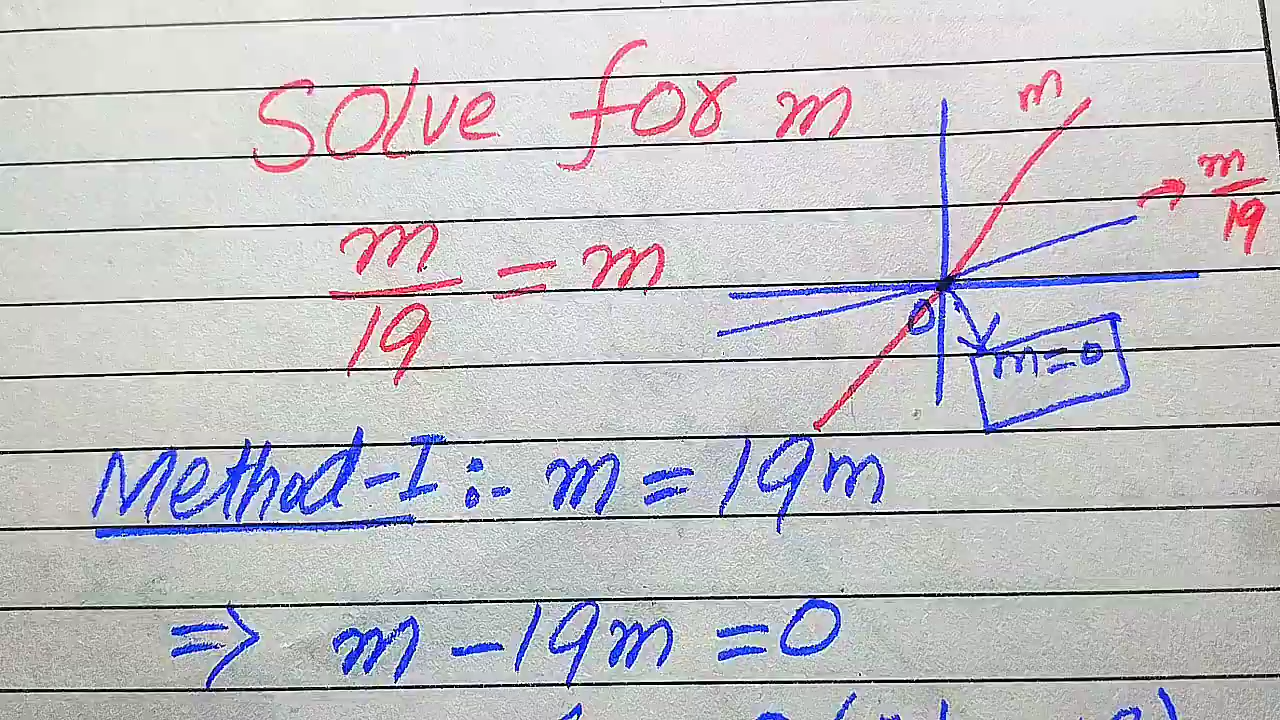 Solve for m
m/19 = m
m
m/19
0
m=0
Method-I :- m = 19m
=> m - 19m = 0